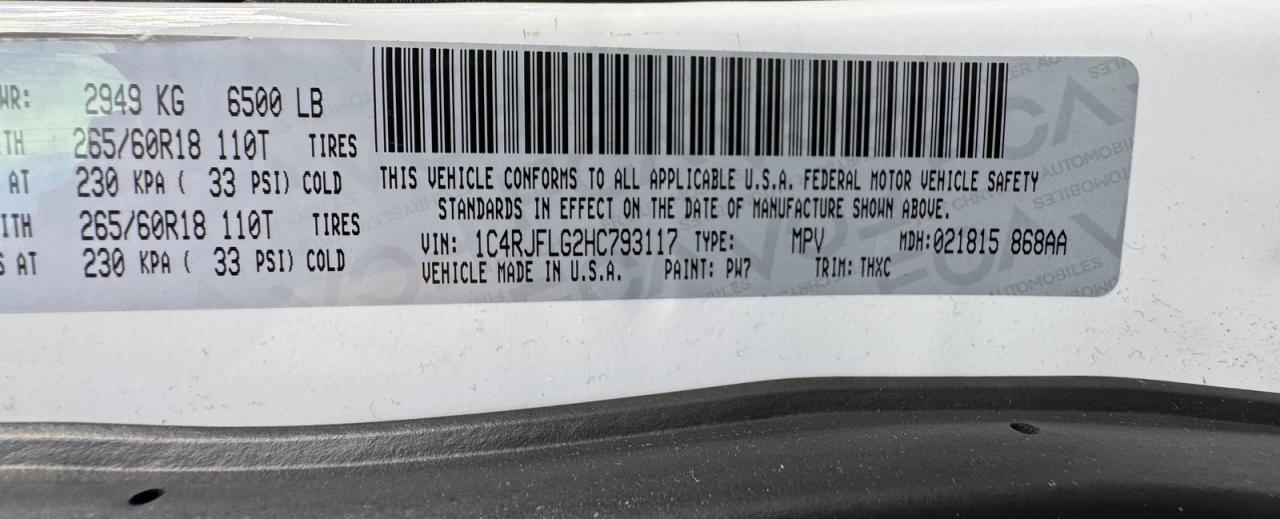 WR: 2949 KG 6500 LB
ITH 265/60R18 110T TIRES
AT 230 KPA ( 33 PSI) COLD
ITH 265/60R18 110T TIRES
S AT 230 KPA ( 33 PSI) COLD
THIS VEHICLE CONFORMS TO ALL APPLICABLE U.S.A. FEDERAL MOTOR VEHICLE SAFETY
STANDARDS IN EFFECT ON THE DATE OF MANUFACTURE SHOWN ABOVE.
VIN: 1C4RJFLG2HC793117 TYPE: MPV MDH:021815 868AA
VEHICLE MADE IN U.S.A. PAINT: PW7 TRIM: THXC